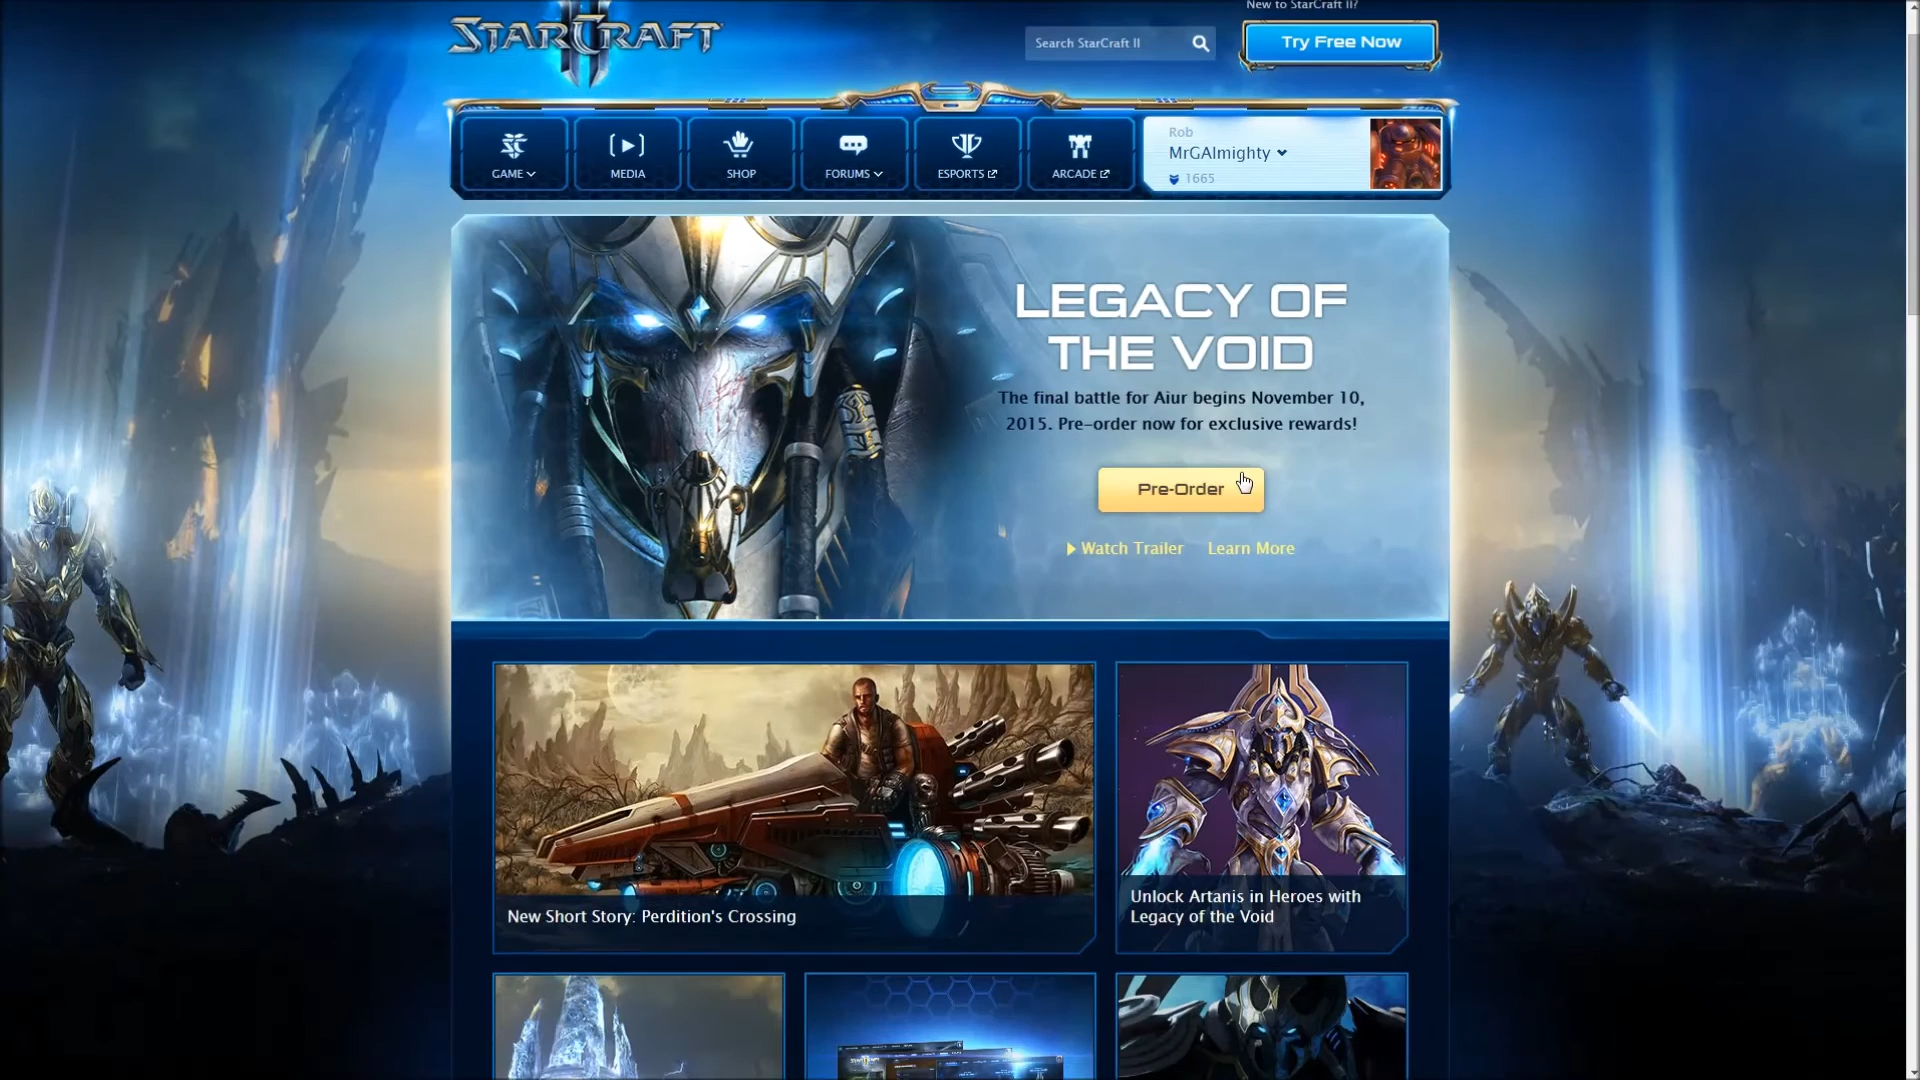 New to StarCraft II?
STARCRAFT II
Search StarCraft II
Try Free Now
GAME
MEDIA
SHOP
FORUMS
ESPORTS
ARCADE
Rob
MrGAlmighty
1665
LEGACY OF
THE VOID
The final battle for Aiur begins November 10,
2015. Pre-order now for exclusive rewards!
Pre-Order
Watch Trailer
Learn More
New Short Story: Perdition's Crossing
Unlock Artanis in Heroes with
Legacy of the Void